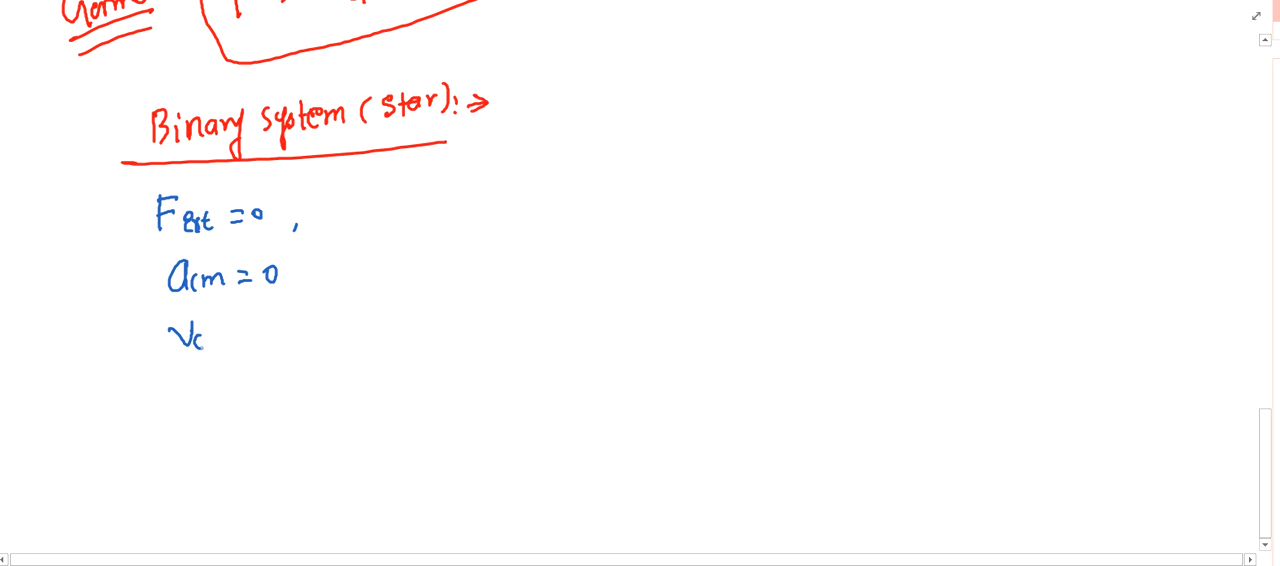 Binary system (star): ⇒
Fext = 0 ,
acm = 0
Vc